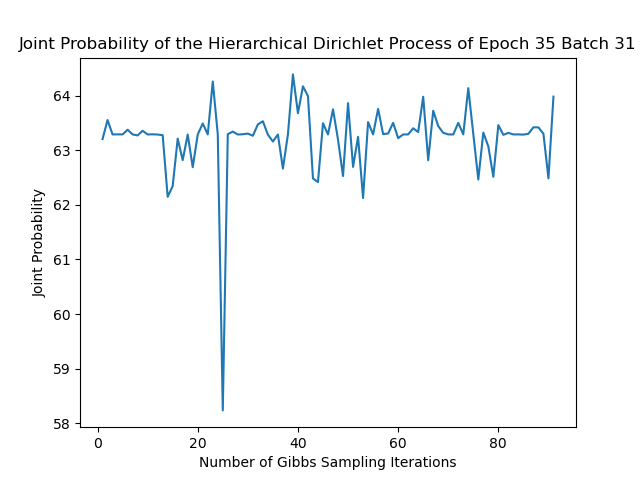 Joint Probability of the Hierarchical Dirichlet Process of Epoch 35 Batch 31
64
63
62
61
60
59
58
Joint Probability
0 20 40 60 80
Number of Gibbs Sampling Iterations